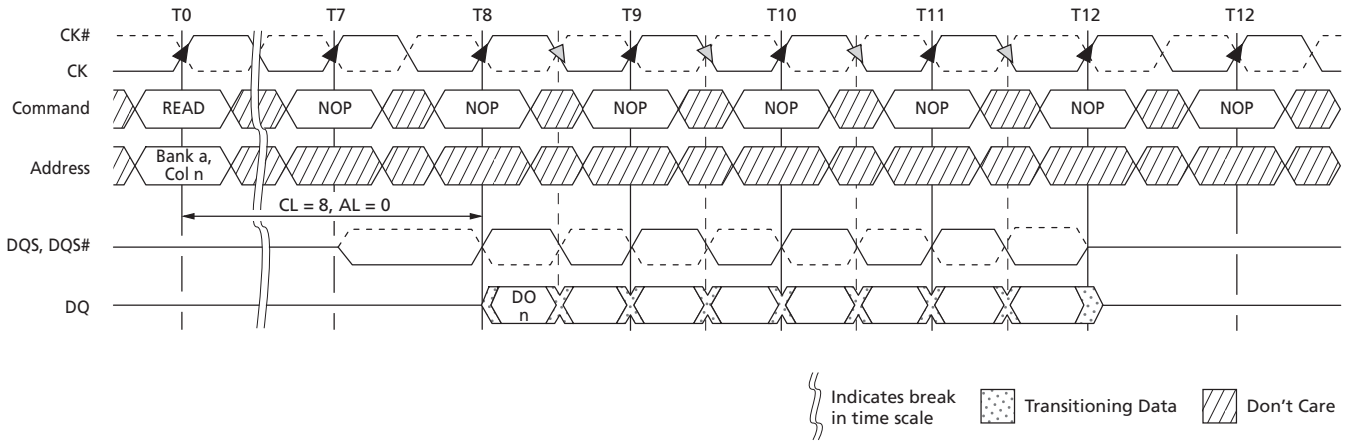 T0 T7 T8 T9 T10 T11 T12 T12
CK#
CK
Command READ NOP NOP NOP NOP NOP NOP NOP
Address Bank a,
Col n
CL = 8, AL = 0
DQS, DQS#
DQ DO
n
Indicates break
in time scale
Transitioning Data
Don't Care